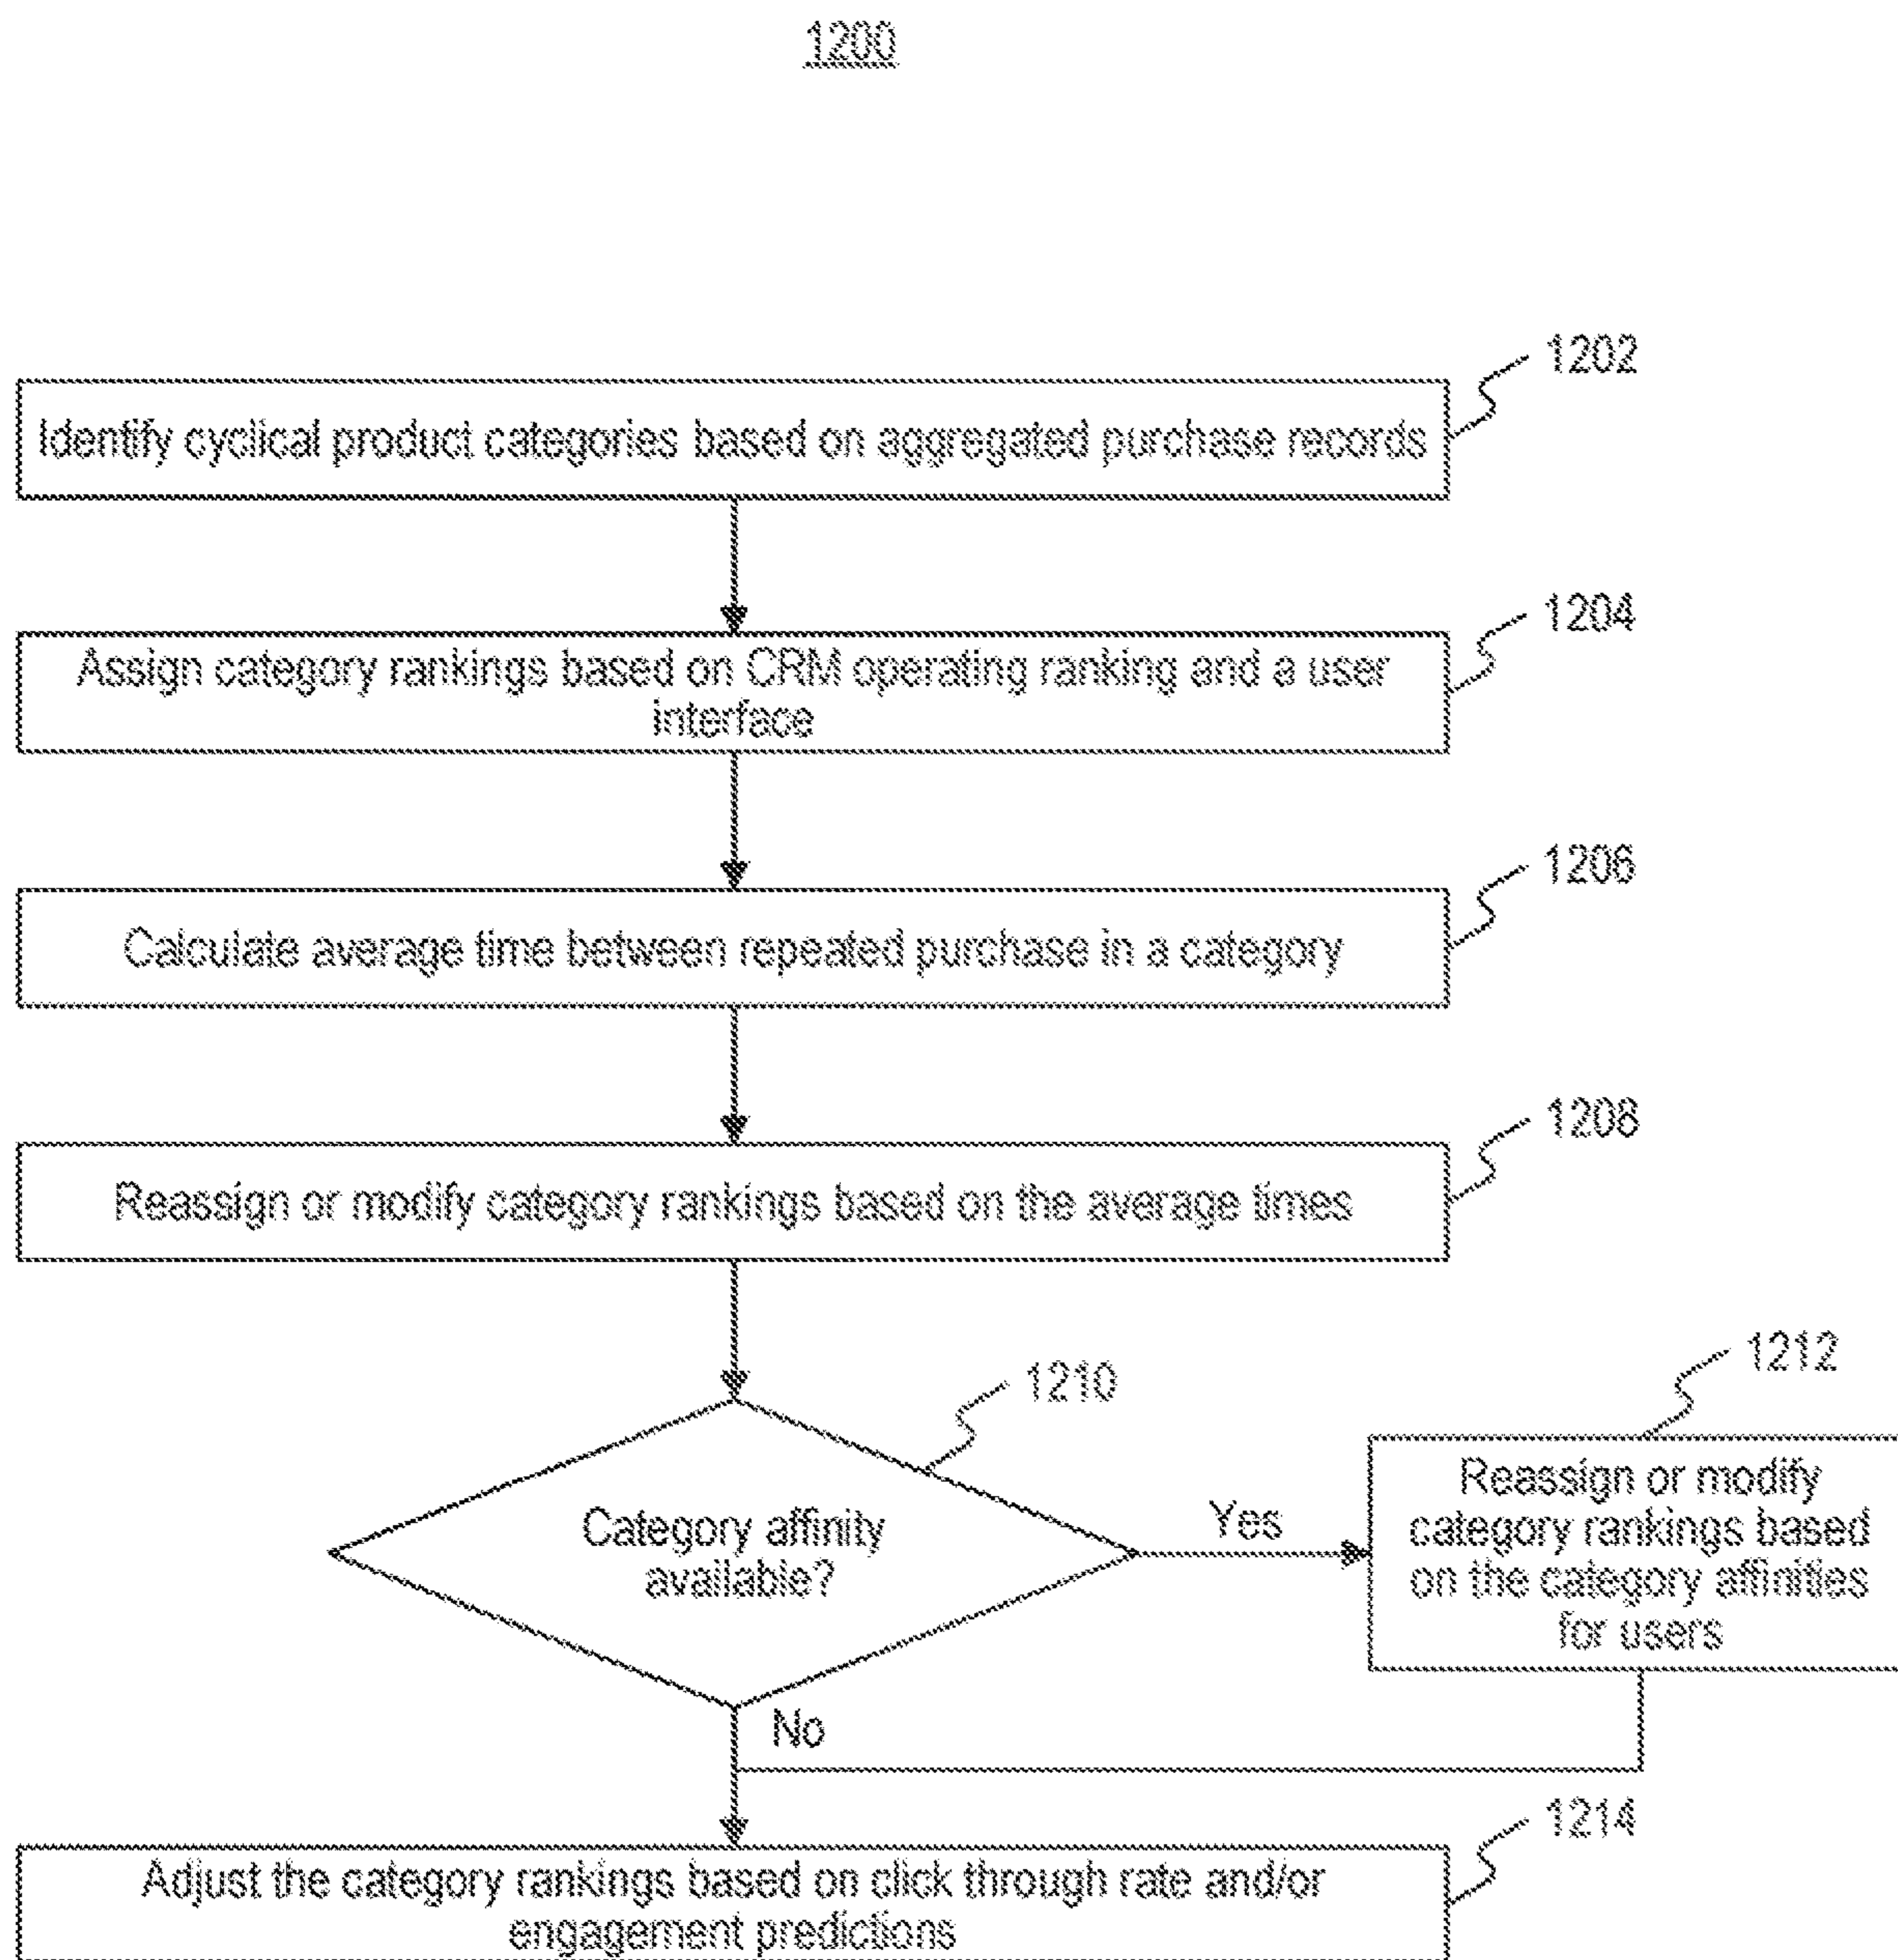 1200
1202
Identify cyclical product categories based on aggregated purchase records
1204
Assign category rankings based on CRM operating ranking and a user
interface
1206
Calculate average time between repeated purchase in a category
1208
Reassign or modify category rankings based on the average times
1210
1212
Category affinity
available?
Yes
Reassign or modify
category rankings based
on the category affinities
for users
No
1214
Adjust the category rankings based on click through rate and/or
engagement predictions